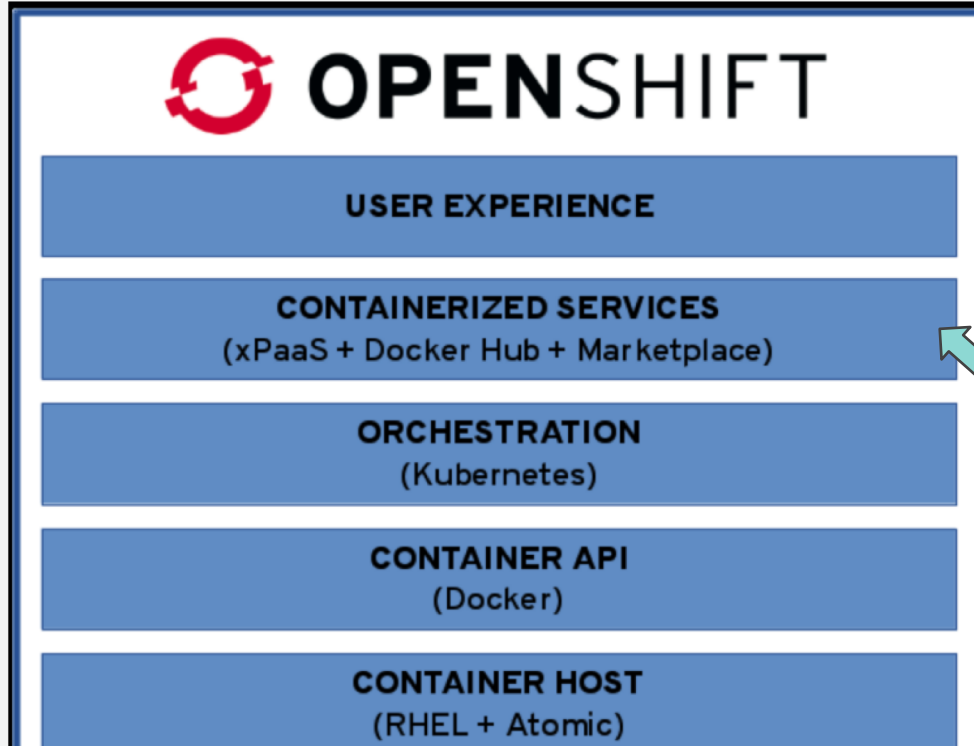 OPENSHIFT
USER EXPERIENCE
CONTAINERIZED SERVICES
(xPaaS + Docker Hub + Marketplace)
ORCHESTRATION
(Kubernetes)
CONTAINER API
(Docker)
CONTAINER HOST
(RHEL + Atomic)